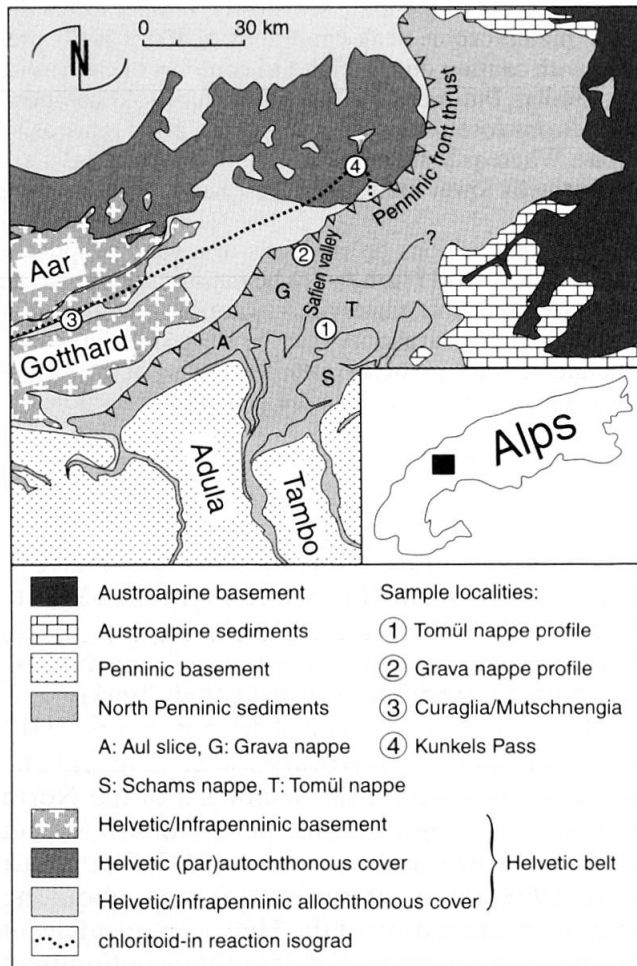 N
0 30 km
Penninic front thrust
4
Aar
2
Safien valley
?
G
T
3
1
Gotthard
A
S
Adula
Tambo
Alps
Austroalpine basement
Austroalpine sediments
Penninic basement
North Penninic sediments
A: Aul slice, G: Grava nappe
S: Schams nappe, T: Tomül nappe
Helvetic/Infrapenninic basement
Helvetic (par)autochthonous cover
Helvetic/Infrapenninic allochthonous cover
Helvetic belt
chloritoid-in reaction isograd
Sample localities:
1 Tomül nappe profile
2 Grava nappe profile
3 Curaglia/Mutschnengia
4 Kunkels Pass